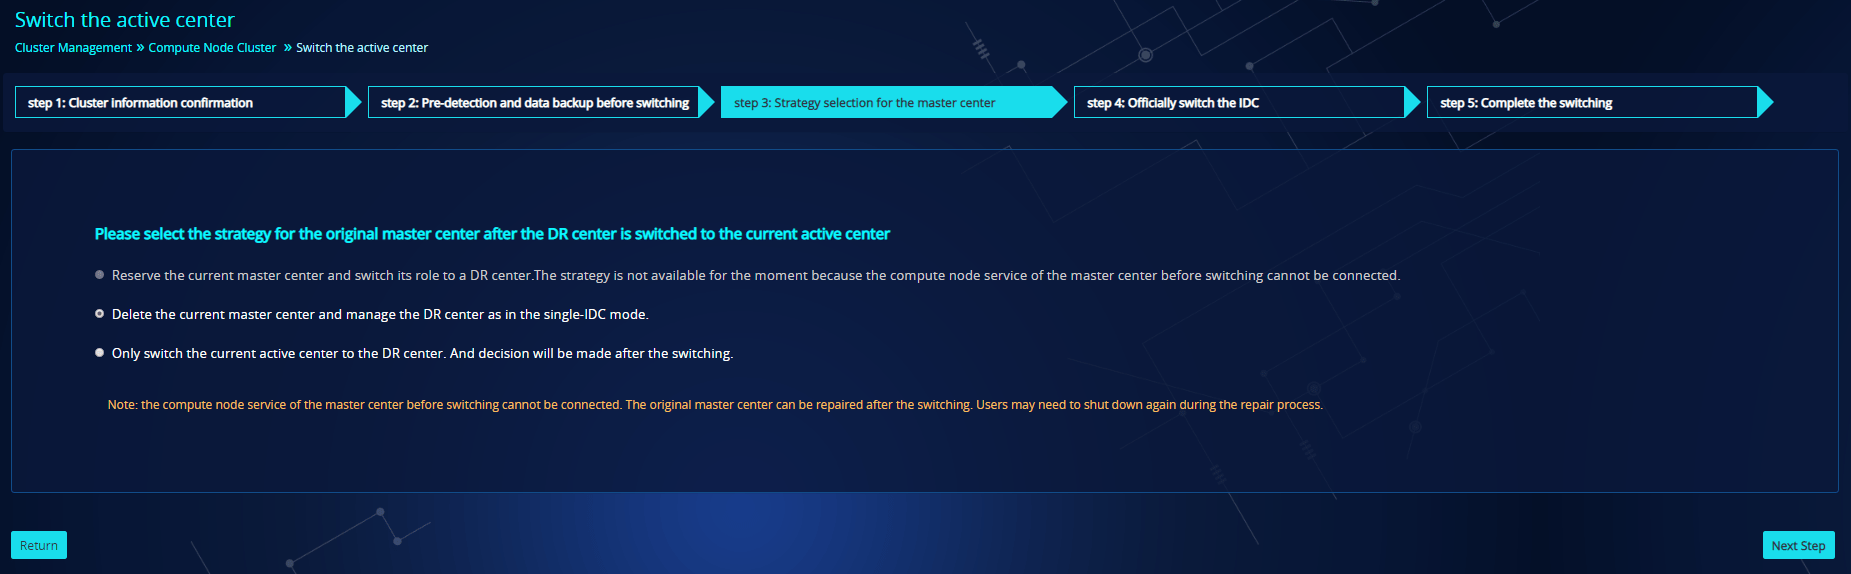 Switch the active center
Cluster Management » Compute Node Cluster » Switch the active center
step 1: Cluster information confirmation
step 2: Pre-detection and data backup before switching
step 3: Strategy selection for the master center
step 4: Officially switch the IDC
step 5: Complete the switching
Please select the strategy for the original master center after the DR center is switched to the current active center
Reserve the current master center and switch its role to a DR center.The strategy is not available for the moment because the compute node service of the master center before switching cannot be connected.
Delete the current master center and manage the DR center as in the single-IDC mode.
Only switch the current active center to the DR center. And decision will be made after the switching.
Note: the compute node service of the master center before switching cannot be connected. The original master center can be repaired after the switching. Users may need to shut down again during the repair process.
Return
Next Step